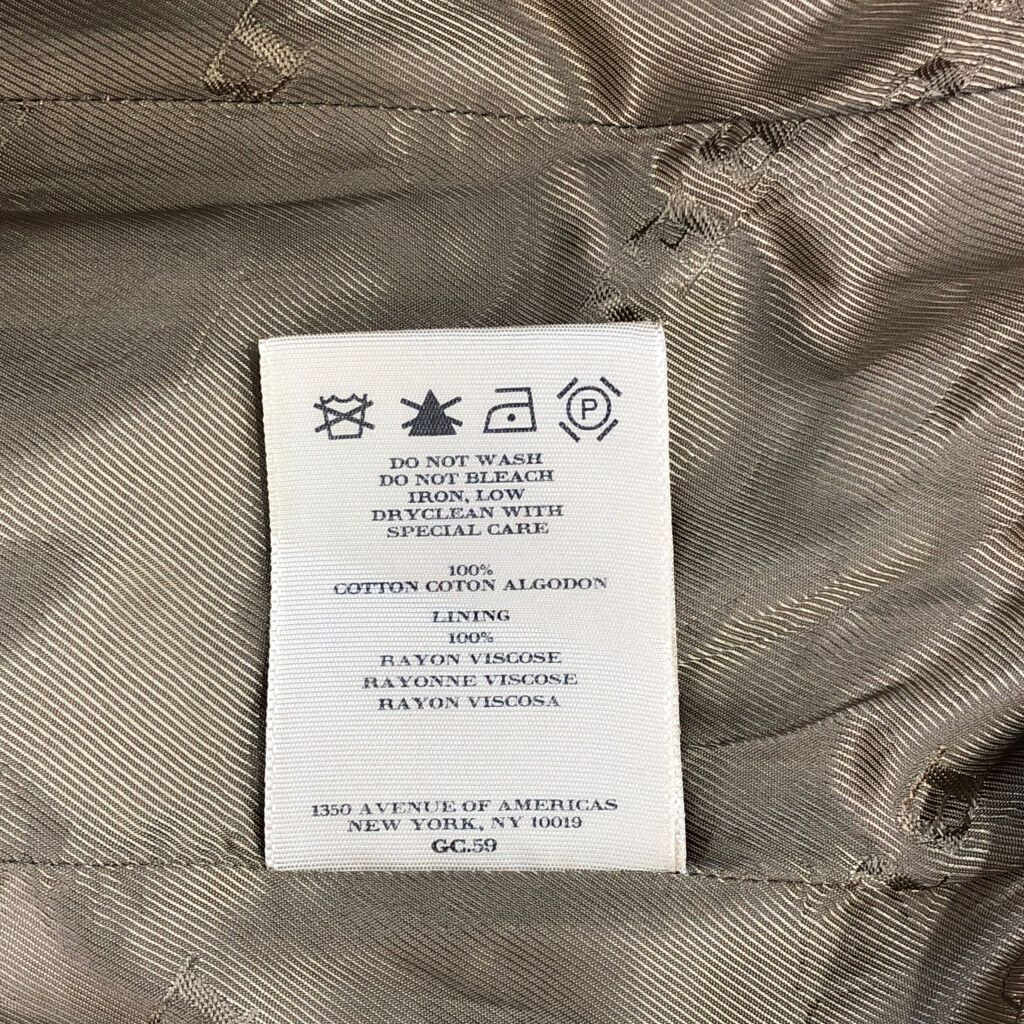 P
DO NOT WASH
DO NOT BLEACH
IRON, LOW
DRYCLEAN WITH
SPECIAL CARE
100%
COTTON COTON ALGODON
LINING
100%
RAYON VISCOSE
RAYONNE VISCOSE
RAYON VISCOSA
1350 AVENUE OF AMERICAS
NEW YORK, NY 10019
GC.59